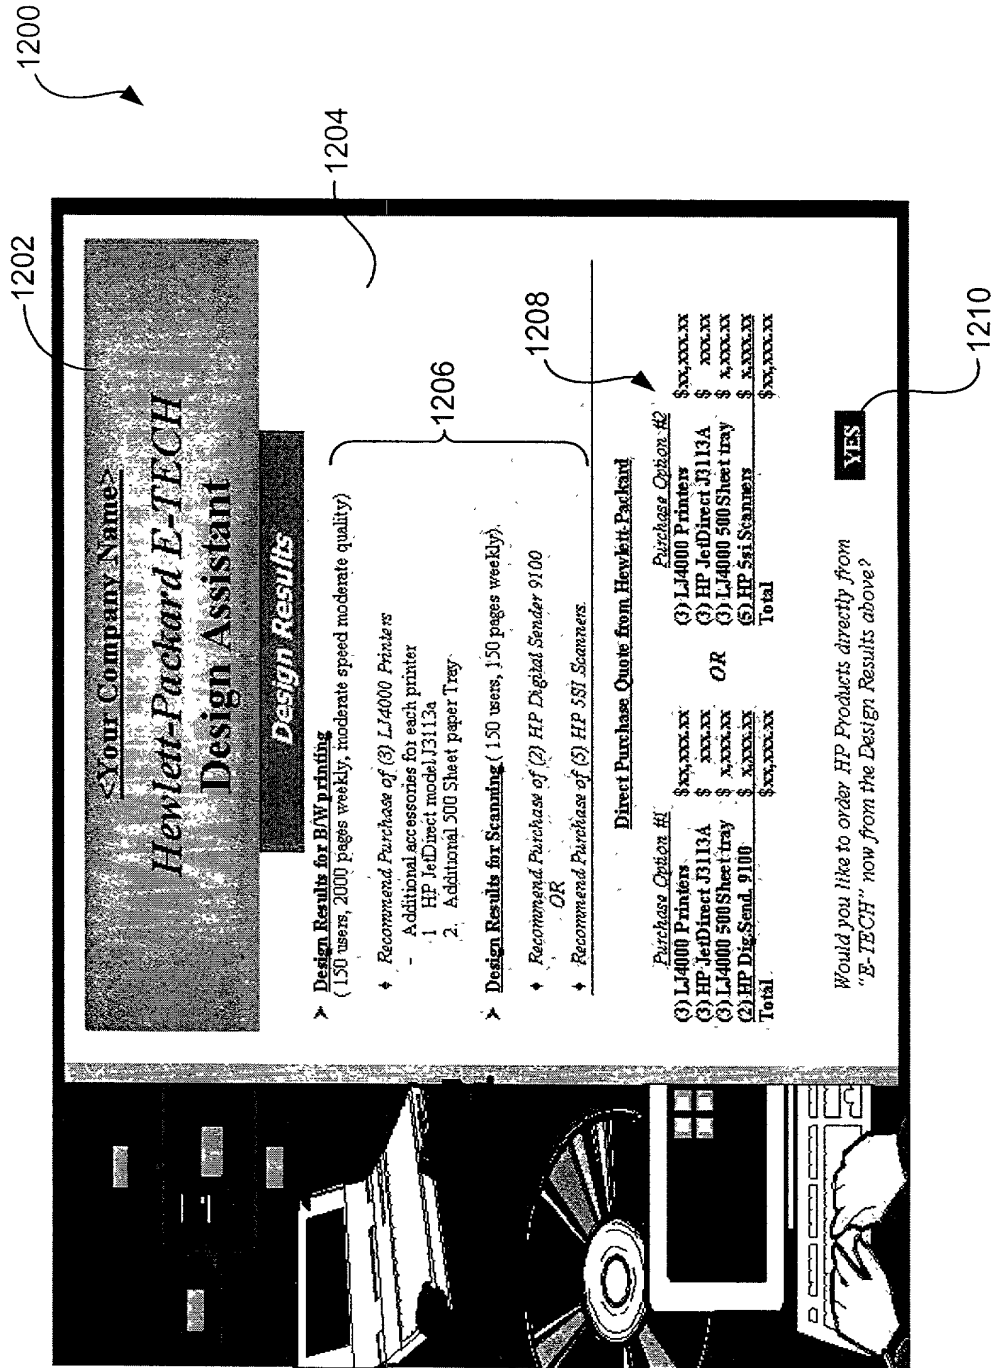 1200
1202
<Your Company Name>
Hewlett-Packard E-TECH
Design Assistant
Design Results
1204
➢ Design Results for B/W printing
( 150 users, 2000 pages weekly, moderate speed moderate quality)
♦ Recommend Purchase of (3) LJ4000 Printers
– Additional accessories for each printer
1 HP JetDirect model J3113a
2. Additional 500 Sheet paper Tray
1206
➢ Design Results for Scanning ( 150 users, 150 pages weekly).
♦ Recommend Purchase of (2) HP Digital Sender 9100
OR
♦ Recommend Purchase of (5) HP 5SI Scanners.
1208
Direct Purchase Quote from Hewlett-Packard
Purchase Option #1
(3) LJ4000 Printers $xx,xxx.xx
(3) HP JetDirect J3113A $ xxx.xx
(3) LJ4000 500 Sheet tray $ x,xxx.xx
(2) HP Dig.Send. 9100 $ x.xxx.xx
Total $xx,xxx.xx
OR
Purchase Option #2
(3) LJ4000 Printers $xx,xxx.xx
(3) HP JetDirect J3113A $ xxx.xx
(3) LJ4000 500 Sheet tray $ x,xxx.xx
(5) HP 5si Scanners $ x.xxx.xx
Total $xx,xxx.xx
Would you like to order HP Products directly from
"E-TECH" now from the Design Results above?
YES
1210